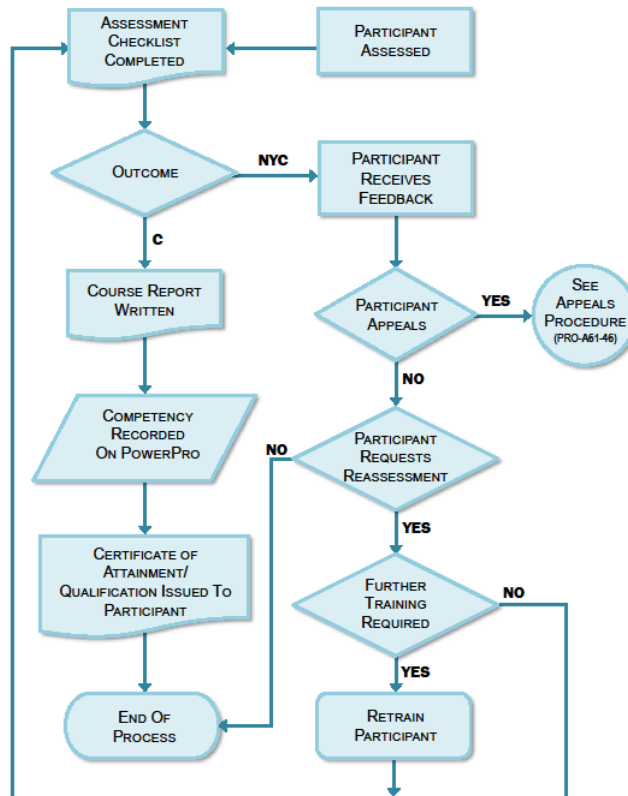 ASSESSMENT
CHECKLIST
COMPLETED
PARTICIPANT
ASSESSED
OUTCOME
NYC
PARTICIPANT
RECEIVES
FEEDBACK
C
COURSE REPORT
WRITTEN
PARTICIPANT
APPEALS
YES
SEE
APPEALS
PROCEDURE
(PRO-A61-46)
NO
COMPETENCY
RECORDED
ON POWERPRO
NO
PARTICIPANT
REQUESTS
REASSESSMENT
YES
CERTIFICATE OF
ATTAINMENT/
QUALIFICATION ISSUED TO
PARTICIPANT
FURTHER
TRAINING
REQUIRED
NO
YES
END OF
PROCESS
RETRAIN
PARTICIPANT